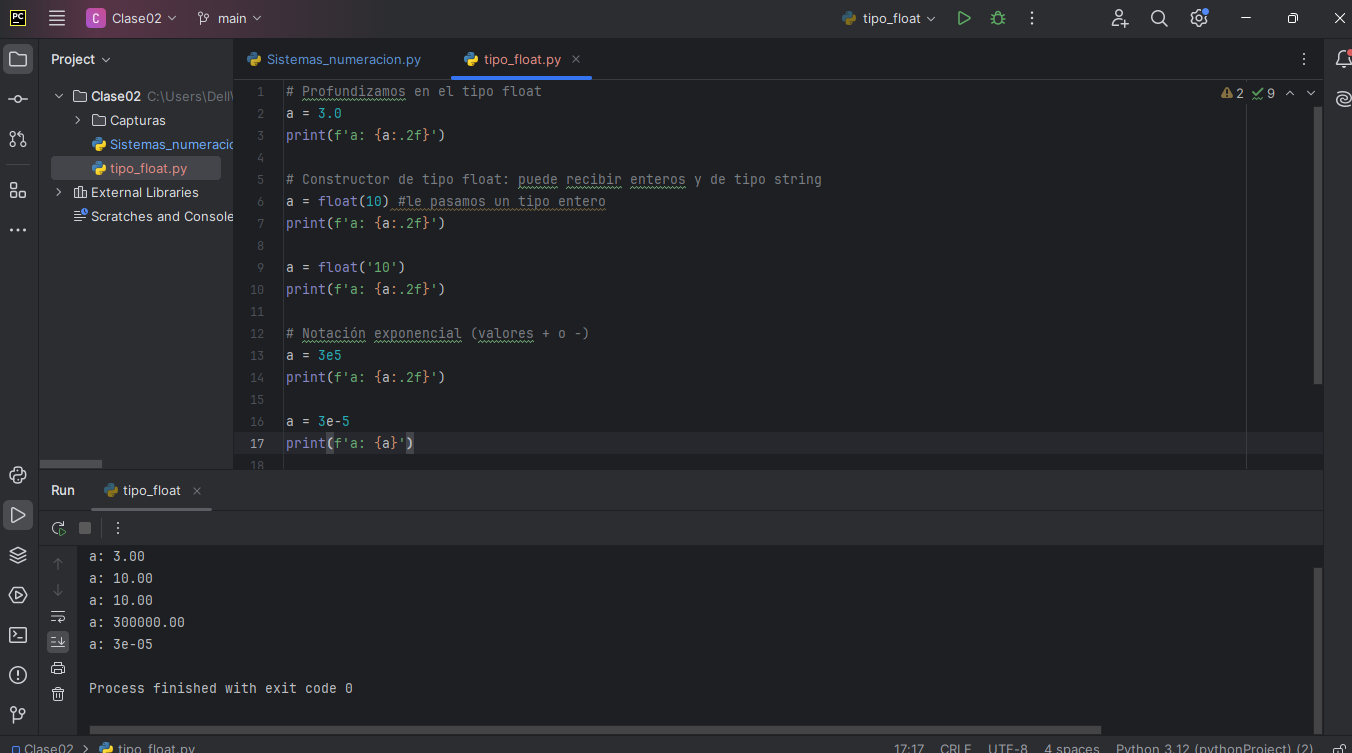 PC
C Clase02
main
tipo_float
Project
Clase02 C:\Users\Dell\
Capturas
Sistemas_numeracio
tipo_float.py
External Libraries
Scratches and Console
Sistemas_numeracion.py
tipo_float.py
2 9
1 # Profundizamos en el tipo float
2 a = 3.0
3 print(f'a: {a:.2f}')
4
5 # Constructor de tipo float: puede recibir enteros y de tipo string
6 a = float(10) #le pasamos un tipo entero
7 print(f'a: {a:.2f}')
8
9 a = float('10')
10 print(f'a: {a:.2f}')
11
12 # Notación exponencial (valores + o -)
13 a = 3e5
14 print(f'a: {a:.2f}')
15
16 a = 3e-5
17 print(f'a: {a}')
18
Run tipo_float
a: 3.00
a: 10.00
a: 10.00
a: 300000.00
a: 3e-05
Process finished with exit code 0
Clase02 > tipo_float.py
17:17 CRLF UTF-8 4 spaces Python 3.12 (pythonProject) (2)